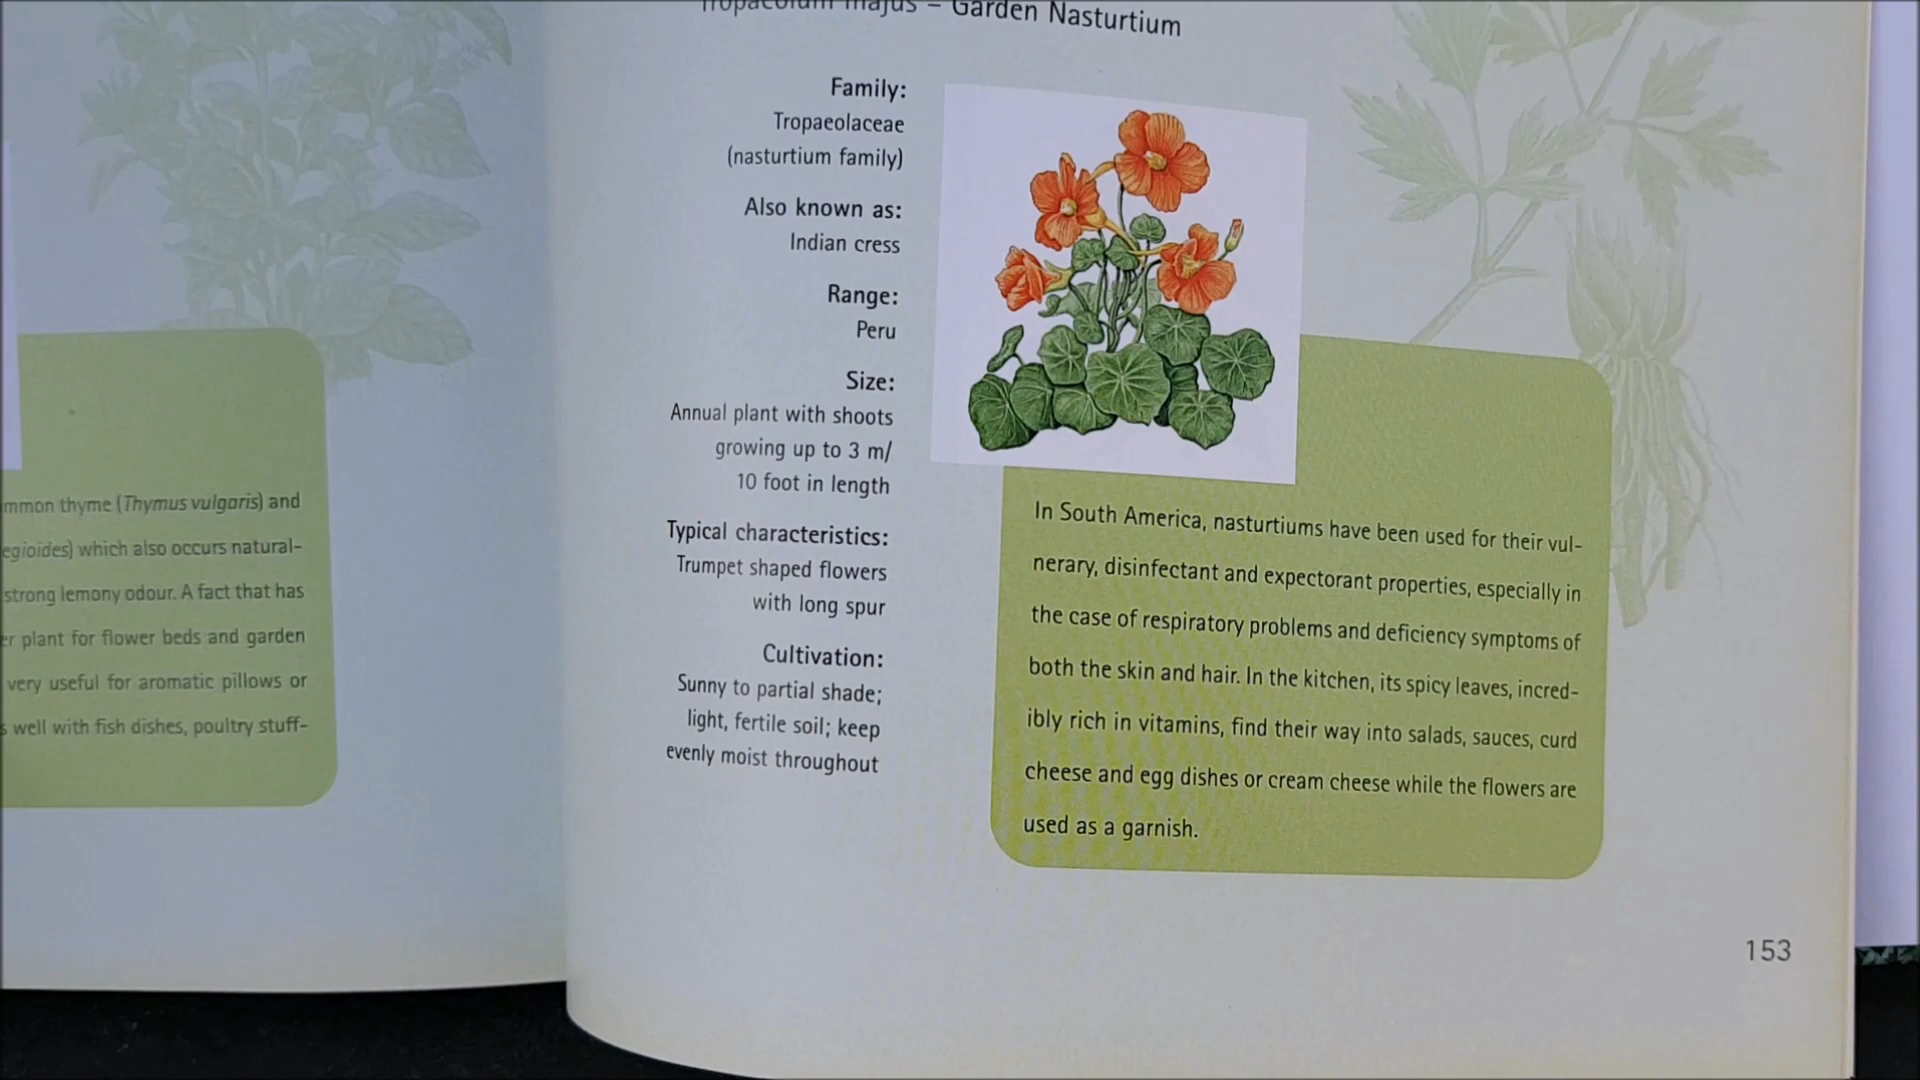 mmon thyme (Thymus vulgaris) and
egioides) which also occurs natural-
strong lemony odour. A fact that has
er plant for flower beds and garden
very useful for aromatic pillows or
s well with fish dishes, poultry stuff-
Tropaeolum majus – Garden Nasturtium
Family:
Tropaeolaceae
(nasturtium family)
Also known as:
Indian cress
Range:
Peru
Size:
Annual plant with shoots
growing up to 3 m/
10 foot in length
Typical characteristics:
Trumpet shaped flowers
with long spur
Cultivation:
Sunny to partial shade;
light, fertile soil; keep
evenly moist throughout
In South America, nasturtiums have been used for their vul-
nerary, disinfectant and expectorant properties, especially in
the case of respiratory problems and deficiency symptoms of
both the skin and hair. In the kitchen, its spicy leaves, incred-
ibly rich in vitamins, find their way into salads, sauces, curd
cheese and egg dishes or cream cheese while the flowers are
used as a garnish.
153